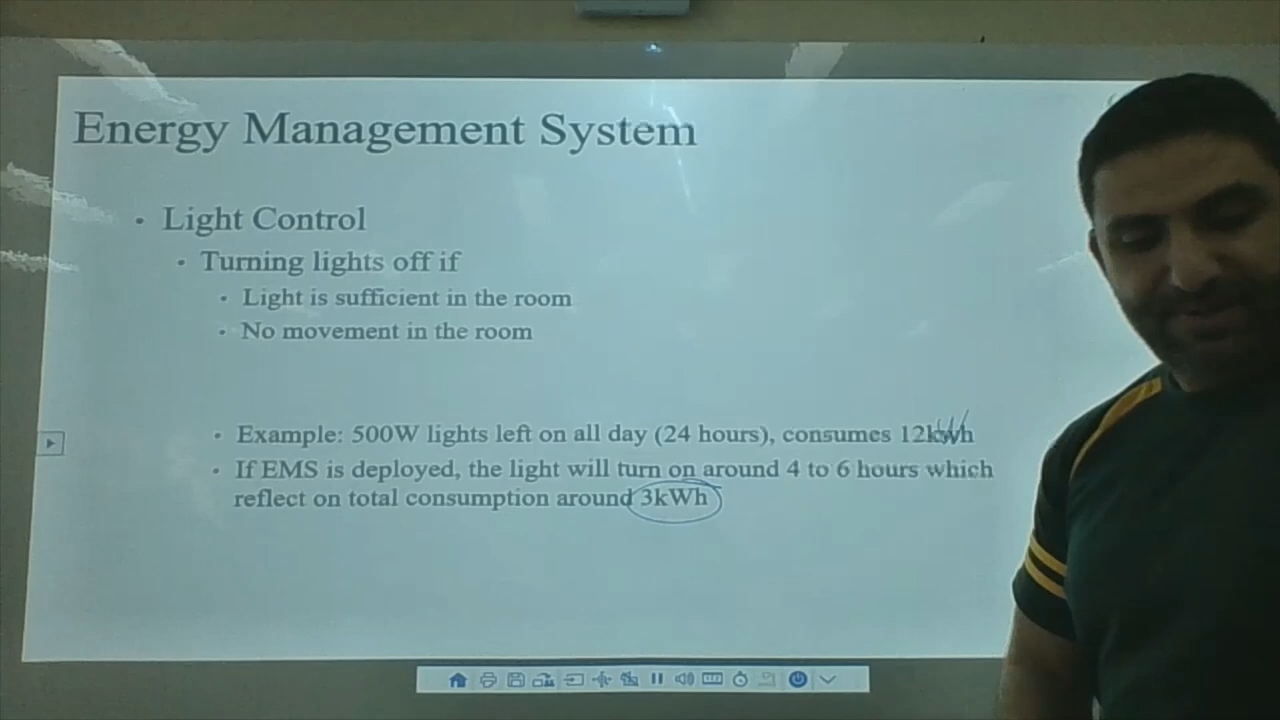 Energy Management System
• Light Control
• Turning lights off if
• Light is sufficient in the room
• No movement in the room
• Example: 500W lights left on all day (24 hours), consumes 12kWh
• If EMS is deployed, the light will turn on around 4 to 6 hours which
reflect on total consumption around 3kWh